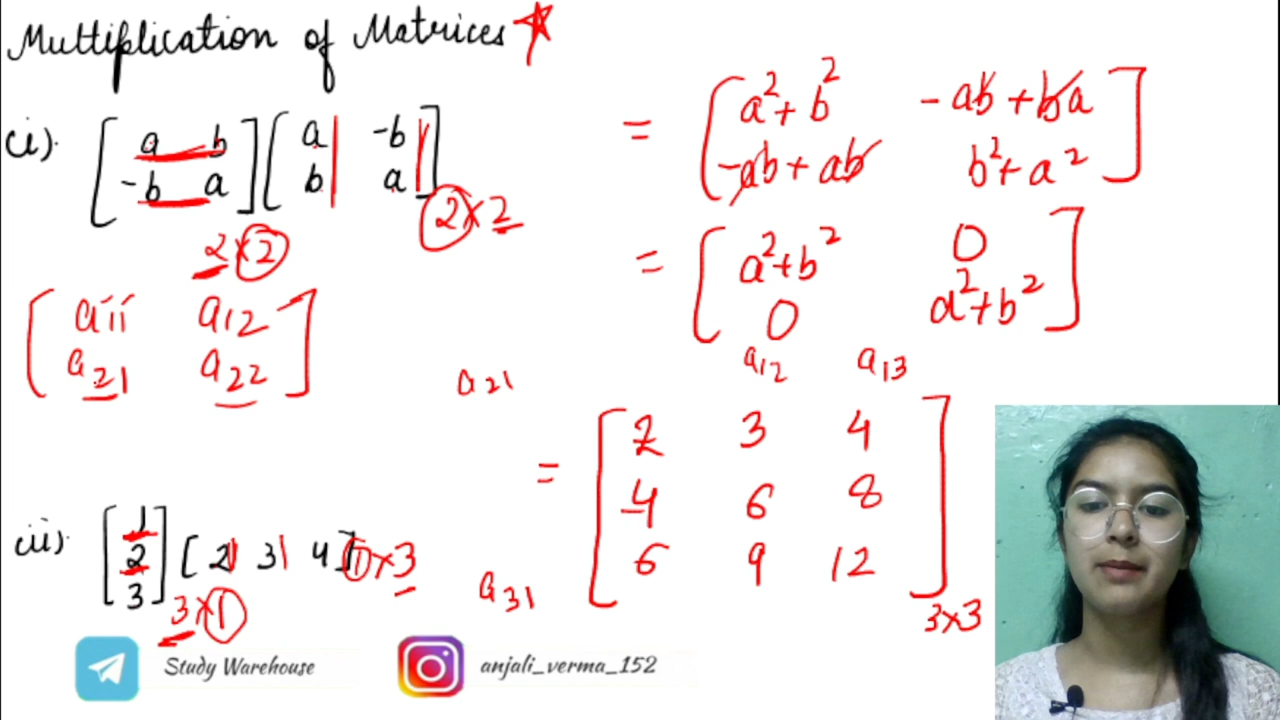 Multiplication of Matrices
(i). [ a b ] [ a -b ]
[ -b a ] [ b a ]
2×2 2×2
[ a11 a12 ]
[ a21 a22 ]
= [ a²+b² -ab+ba ]
[ -ab+ab b²+a² ]
= [ a²+b² 0 ]
[ 0 a²+b² ]
a12 a13
a21
a31
(ii). [ 1 ] [ 2 3 4 ] 1×3
[ 2 ]
[ 3 ] 3×1
= [ 2 3 4 ]
[ 4 6 8 ]
[ 6 9 12 ] 3×3
Study Warehouse
anjali_verma_152